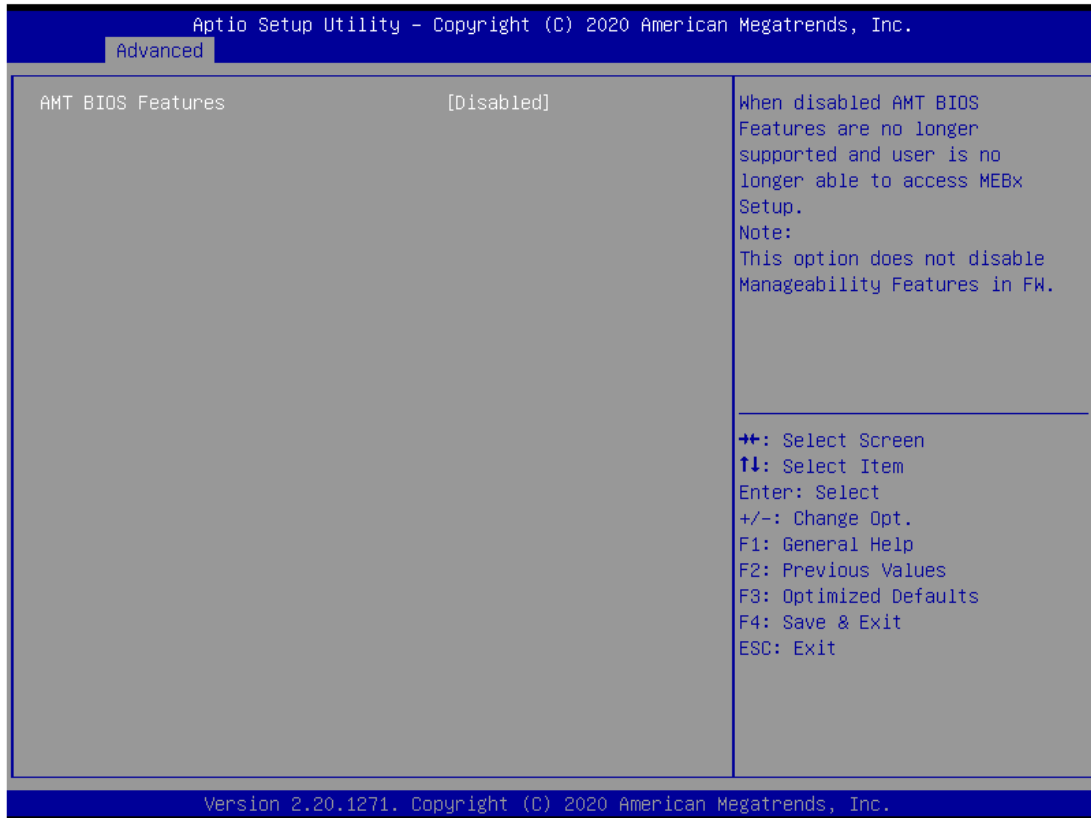 Aptio Setup Utility – Copyright (C) 2020 American Megatrends, Inc.
Advanced
AMT BIOS Features [Disabled]
When disabled AMT BIOS
Features are no longer
supported and user is no
longer able to access MEBx
Setup.
Note:
This option does not disable
Manageability Features in FW.
→←: Select Screen
↑↓: Select Item
Enter: Select
+/-: Change Opt.
F1: General Help
F2: Previous Values
F3: Optimized Defaults
F4: Save & Exit
ESC: Exit
Version 2.20.1271. Copyright (C) 2020 American Megatrends, Inc.